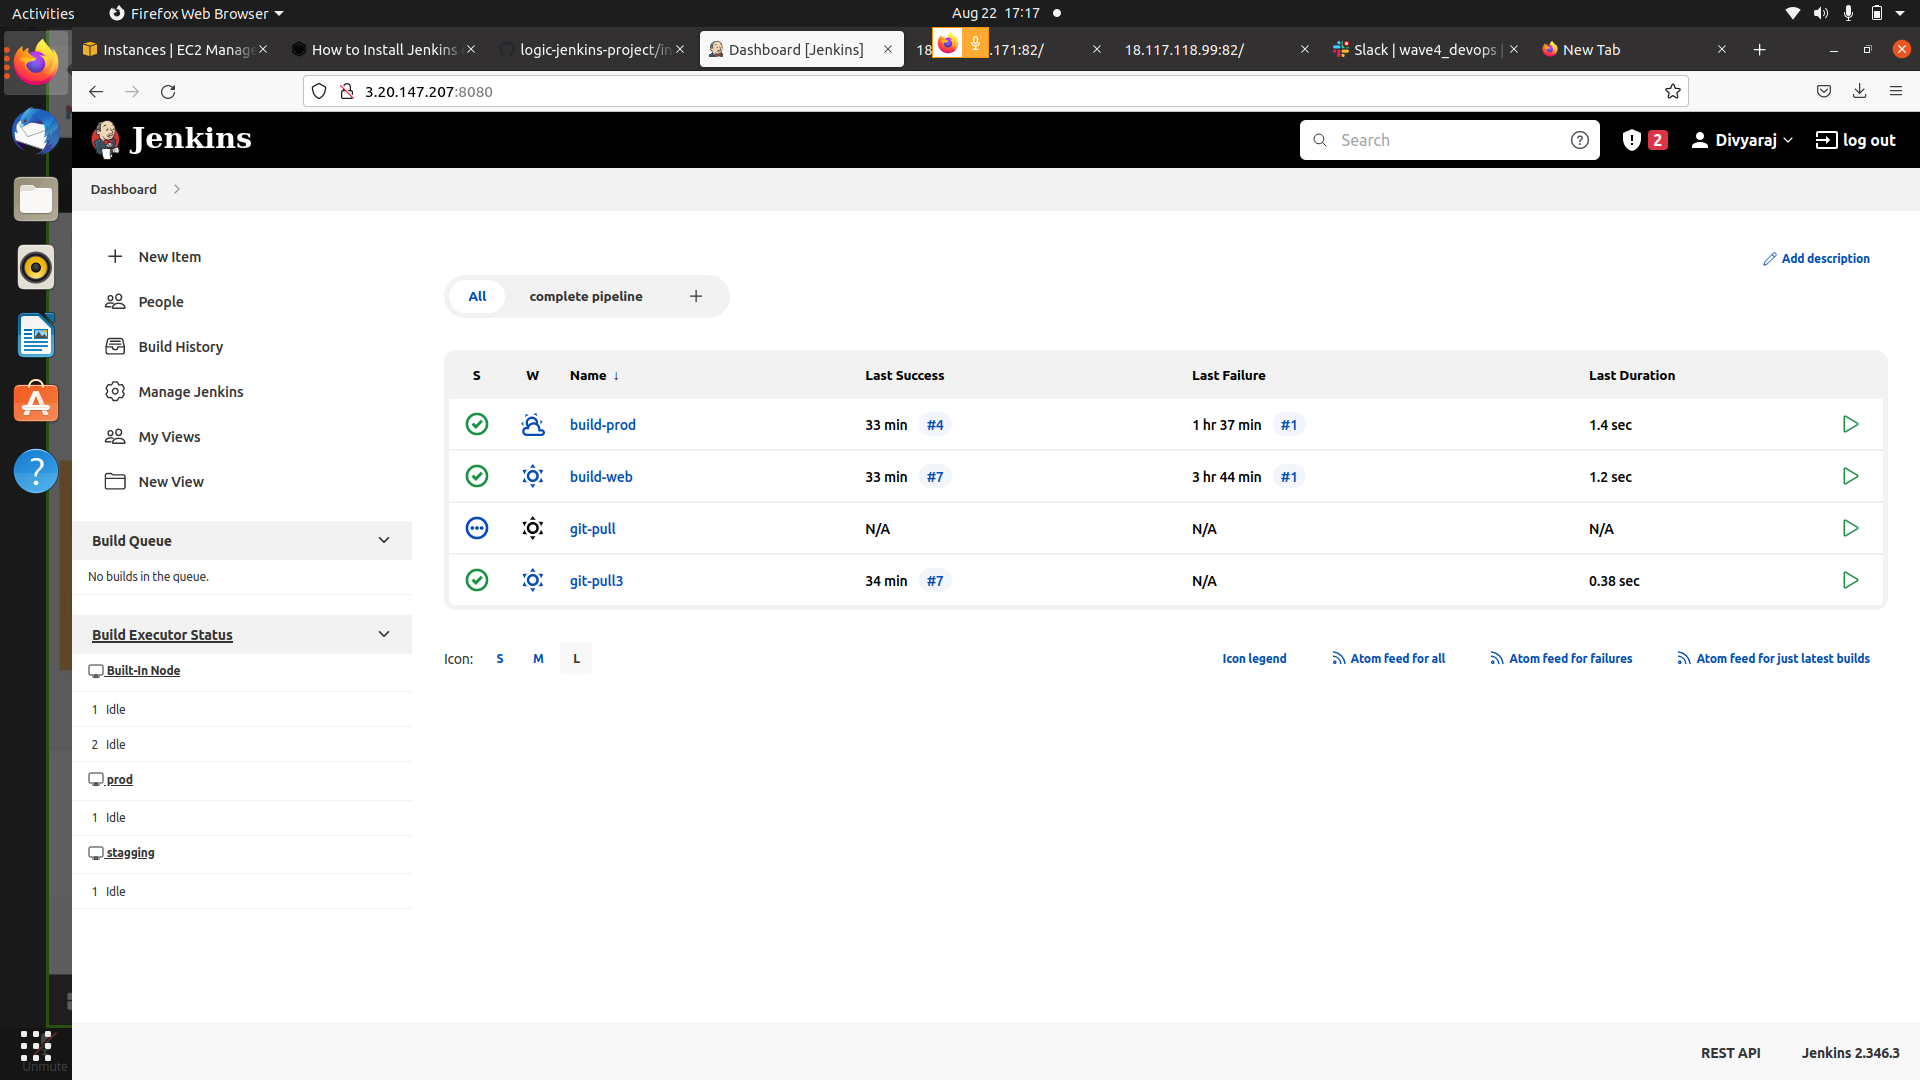 Activities Firefox Web Browser Aug 22 17:17
Instances | EC2 Manage How to Install Jenkins logic-jenkins-project/in Dashboard [Jenkins] 18 .171:82/ 18.117.118.99:82/ Slack | wave4_devops | New Tab
3.20.147.207:8080
Jenkins Search 2 Divyaraj log out
Dashboard
New Item
People
Build History
Manage Jenkins
My Views
New View
Build Queue
No builds in the queue.
Build Executor Status
Built-In Node
1 Idle
2 Idle
prod
1 Idle
stagging
1 Idle
Add description
All complete pipeline +
S W Name ↓ Last Success Last Failure Last Duration
build-prod 33 min #4 1 hr 37 min #1 1.4 sec
build-web 33 min #7 3 hr 44 min #1 1.2 sec
git-pull N/A N/A N/A
git-pull3 34 min #7 N/A 0.38 sec
Icon: S M L Icon legend Atom feed for all Atom feed for failures Atom feed for just latest builds
REST API Jenkins 2.346.3
Unmute